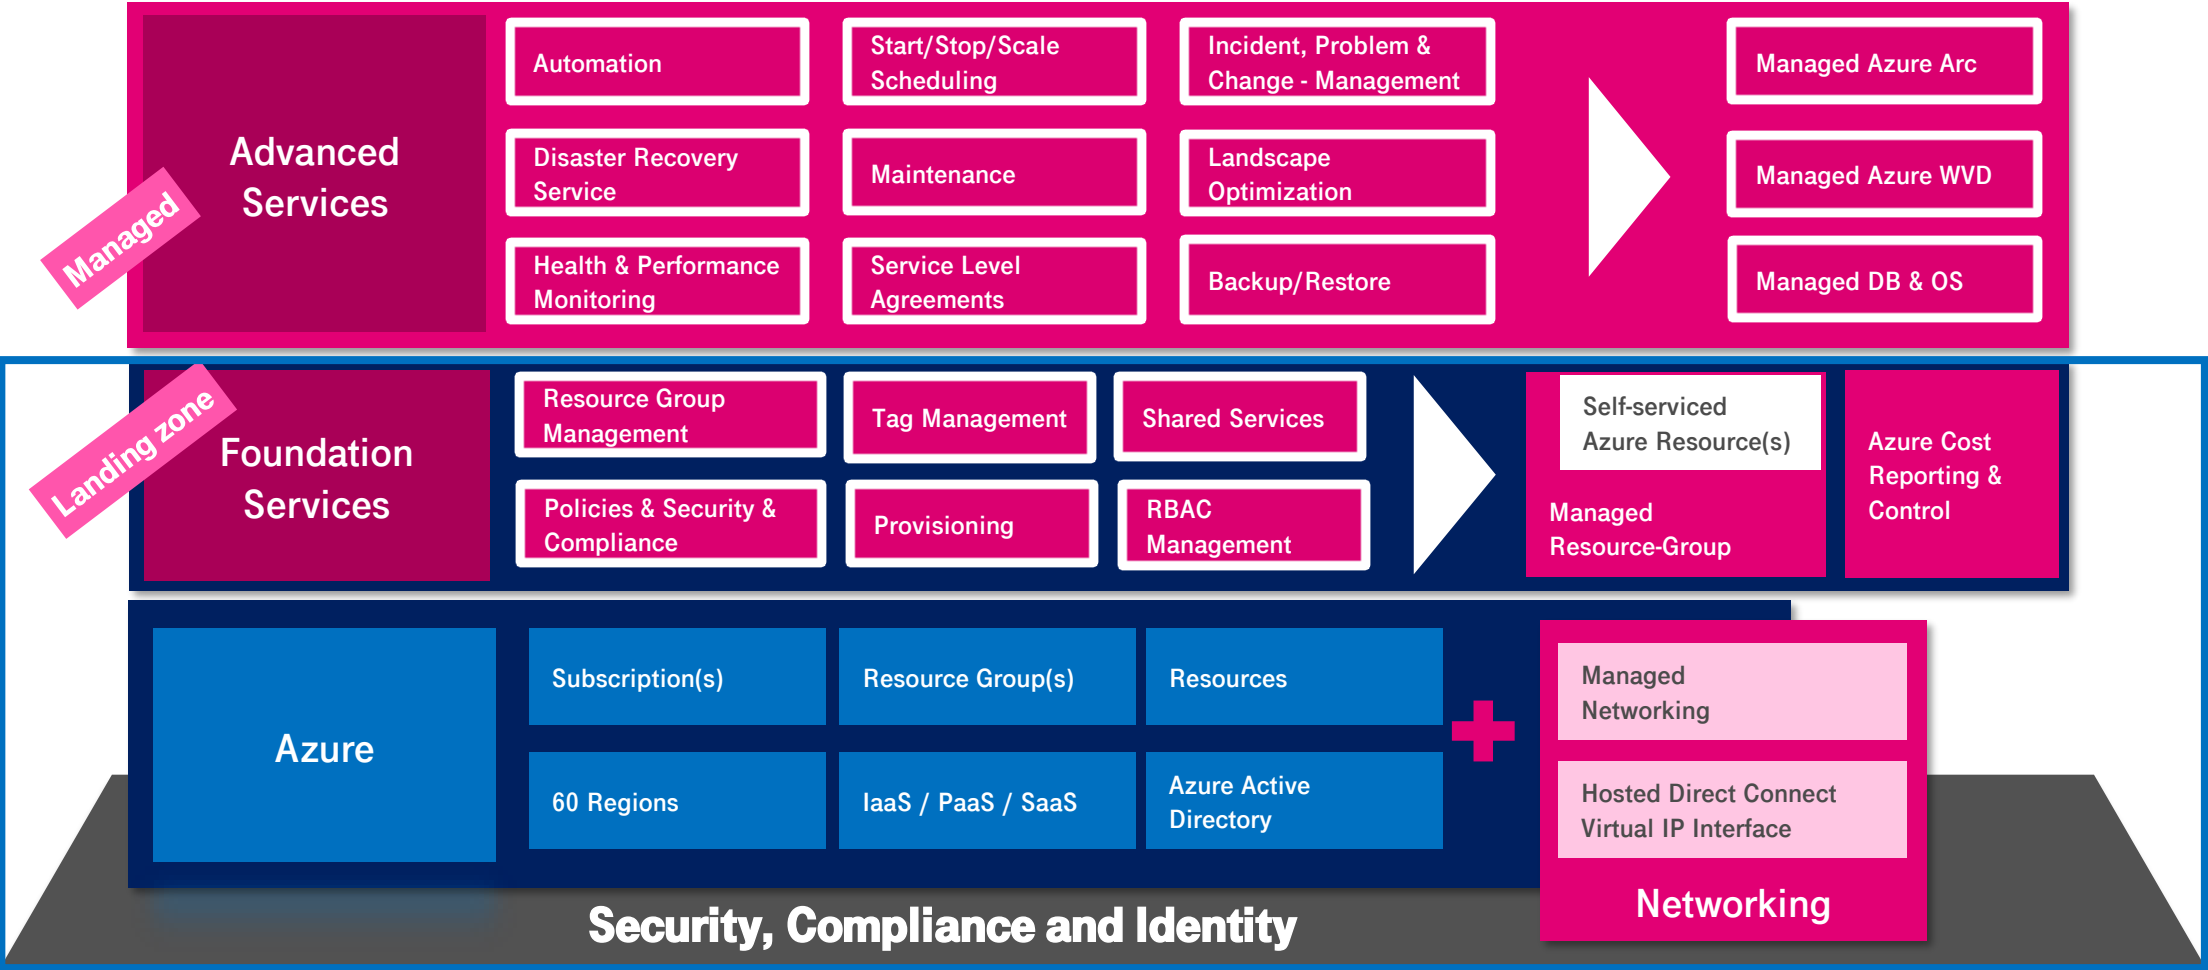 Managed
Advanced
Services
Automation
Start/Stop/Scale
Scheduling
Incident, Problem &
Change - Management
Managed Azure Arc
Disaster Recovery
Service
Maintenance
Landscape
Optimization
Managed Azure WVD
Health & Performance
Monitoring
Service Level
Agreements
Backup/Restore
Managed DB & OS
Landing zone
Foundation
Services
Resource Group
Management
Tag Management
Shared Services
Policies & Security &
Compliance
Provisioning
RBAC
Management
Self-serviced
Azure Resource(s)
Managed
Resource-Group
Azure Cost
Reporting &
Control
Azure
Subscription(s)
Resource Group(s)
Resources
60 Regions
IaaS / PaaS / SaaS
Azure Active
Directory
Managed
Networking
Hosted Direct Connect
Virtual IP Interface
Networking
Security, Compliance and Identity